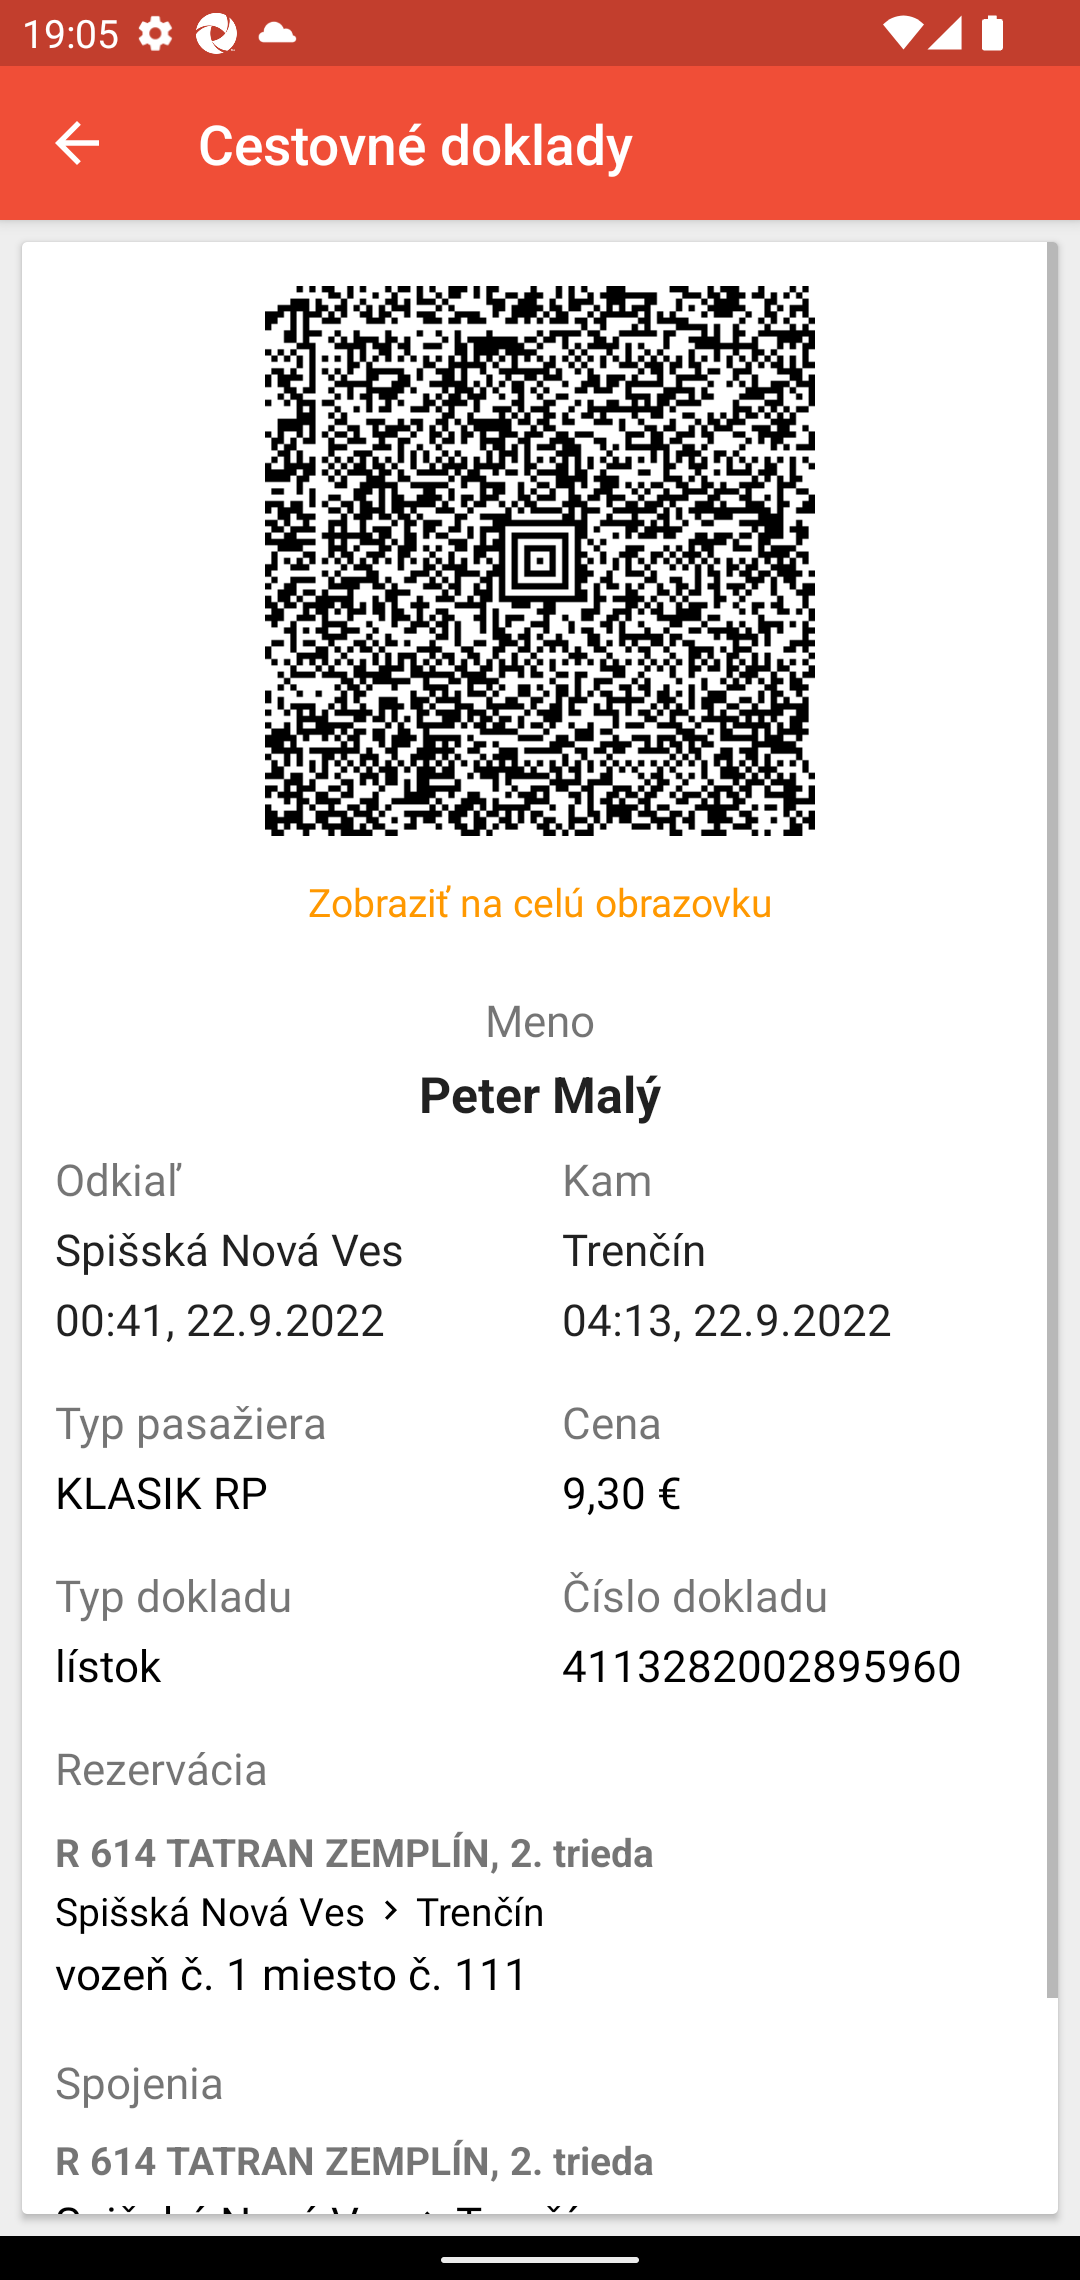 19:05
Cestovné doklady
Zobraziť na celú obrazovku
Meno
Peter Malý
Odkiaľ
Kam
Spišská Nová Ves
Trenčín
00:41, 22.9.2022
04:13, 22.9.2022
Typ pasažiera
Cena
KLASIK RP
9,30 €
Typ dokladu
Číslo dokladu
lístok
4113282002895960
Rezervácia
R 614 TATRAN ZEMPLÍN, 2. trieda
Spišská Nová Ves > Trenčín
vozeň č. 1 miesto č. 111
Spojenia
R 614 TATRAN ZEMPLÍN, 2. trieda